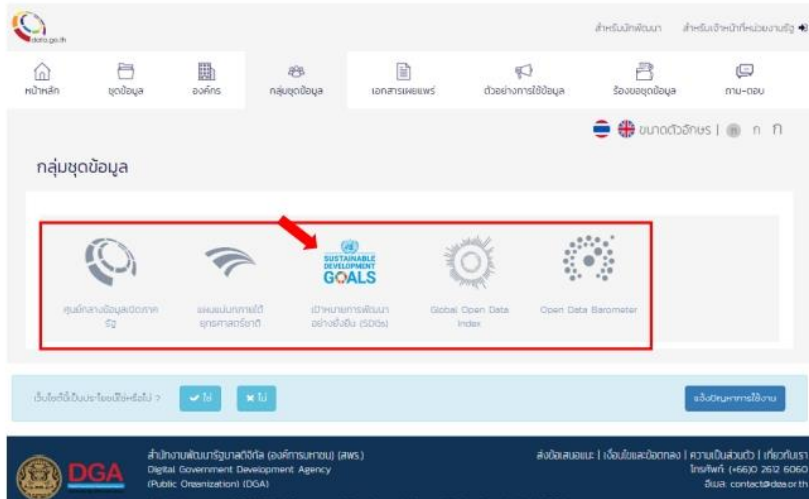 data.go.th
สำหรับนักพัฒนา สำหรับเจ้าหน้าที่หน่วยงานรัฐ
หน้าหลัก ชุดข้อมูล องค์กร กลุ่มชุดข้อมูล เอกสารเผยแพร่ ตัวอย่างการใช้ข้อมูล ร้องขอชุดข้อมูล ถาม-ตอบ
ขนาดตัวอักษร | ก ก ก
กลุ่มชุดข้อมูล
SUSTAINABLE
DEVELOPMENT
GOALS
ศูนย์กลางข้อมูลเปิดภาค
รัฐ
แผนแม่บทภายใต้
ยุทธศาสตร์ชาติ
เป้าหมายการพัฒนา
อย่างยั่งยืน (SDGs)
Global Open Data
Index
Open Data Barometer
เว็บไซต์นี้เป็นประโยชน์ใช่หรือไม่ ? ใช่ ไม่ แจ้งปัญหาการใช้งาน
DGA
สำนักงานพัฒนารัฐบาลดิจิทัล (องค์การมหาชน) (สพร.)
Digital Government Development Agency
(Public Organization) (DGA)
ส่งข้อเสนอแนะ | เงื่อนไขและข้อตกลง | ความเป็นส่วนตัว | เกี่ยวกับเรา
โทรศัพท์: (+66)0 2612 6060
อีเมล: contact@dga.or.th